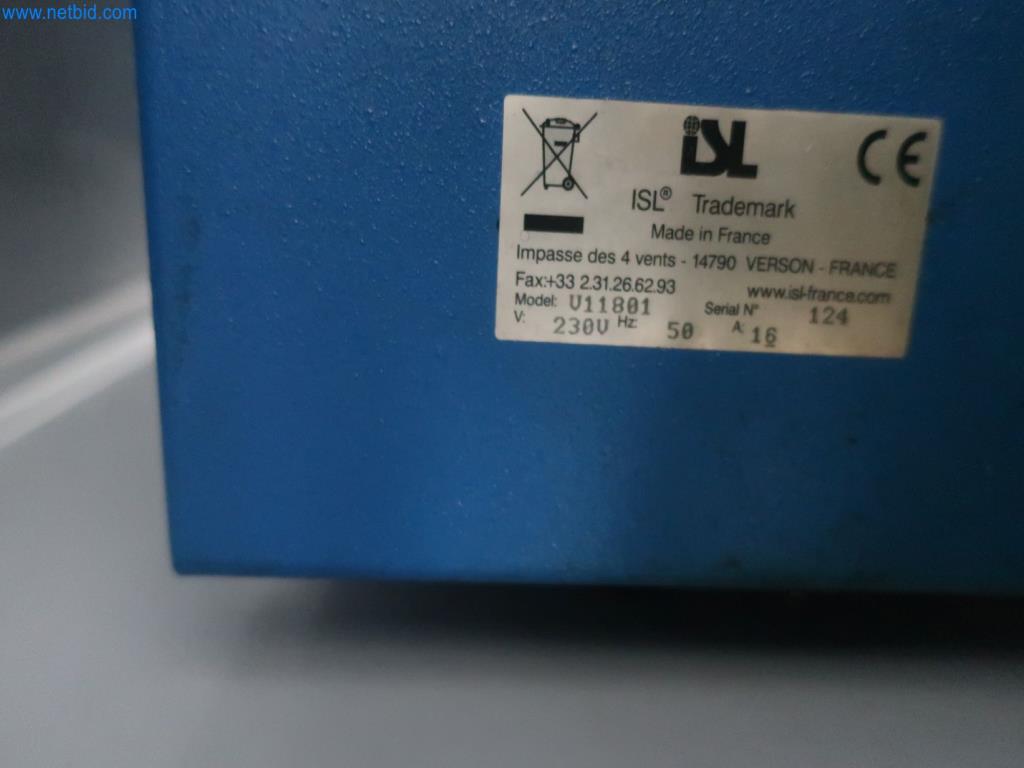 www.netbid.com
iSL
CE
ISL® Trademark
Made in France
Impasse des 4 vents - 14790 VERSON - FRANCE
Fax:+33 2.31.26.62.93 www.isl-france.com
Model: V11801 Serial N° 124
V: 230V Hz: 50 A: 16